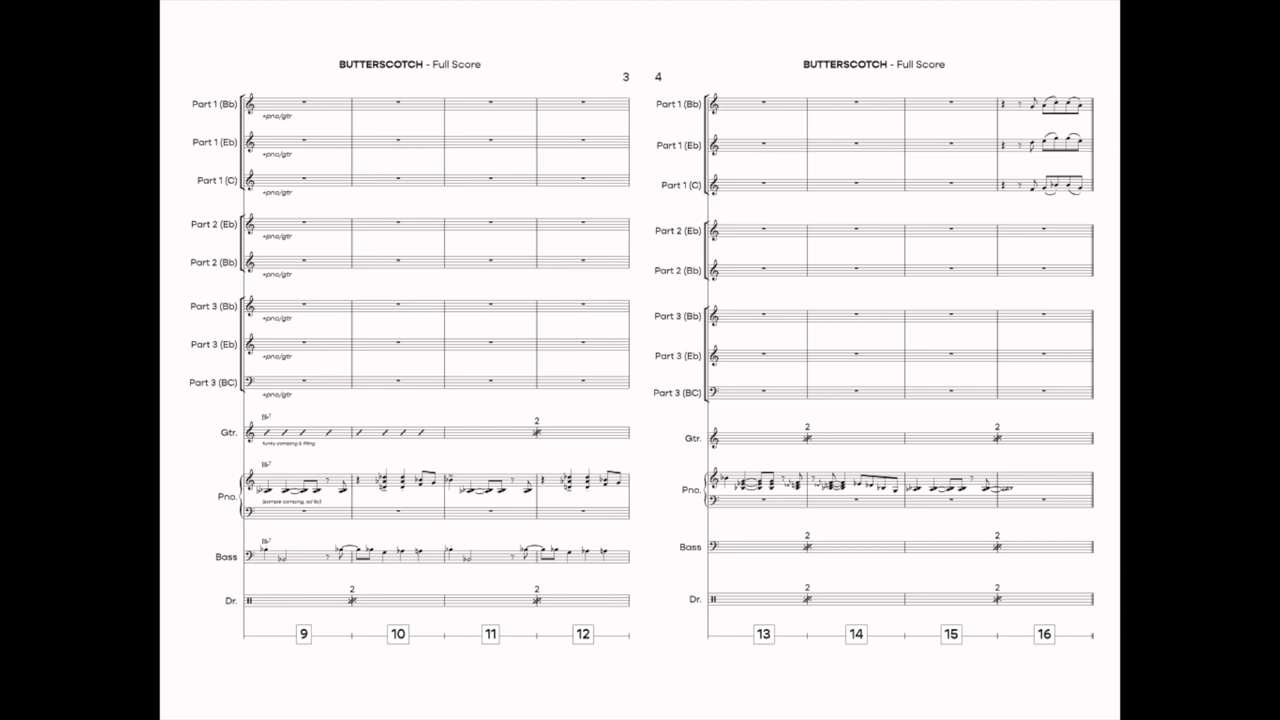 BUTTERSCOTCH - Full Score
3
Part 1 (Bb)
+pno/gtr
Part 1 (Eb)
+pno/gtr
Part 1 (C)
+pno/gtr
Part 2 (Eb)
+pno/gtr
Part 2 (Bb)
+pno/gtr
Part 3 (Bb)
+pno/gtr
Part 3 (Eb)
+pno/gtr
Part 3 (BC)
+pno/gtr
B♭7
Gtr.
2
funky comping & filling
B♭7
Pno.
(sample comping, ad lib)
B♭7
Bass
Dr.
2
2
9
10
11
12
BUTTERSCOTCH - Full Score
4
Part 1 (Bb)
Part 1 (Eb)
Part 1 (C)
Part 2 (Eb)
Part 2 (Bb)
Part 3 (Bb)
Part 3 (Eb)
Part 3 (BC)
Gtr.
2
2
Pno.
Bass
2
2
Dr.
2
2
13
14
15
16